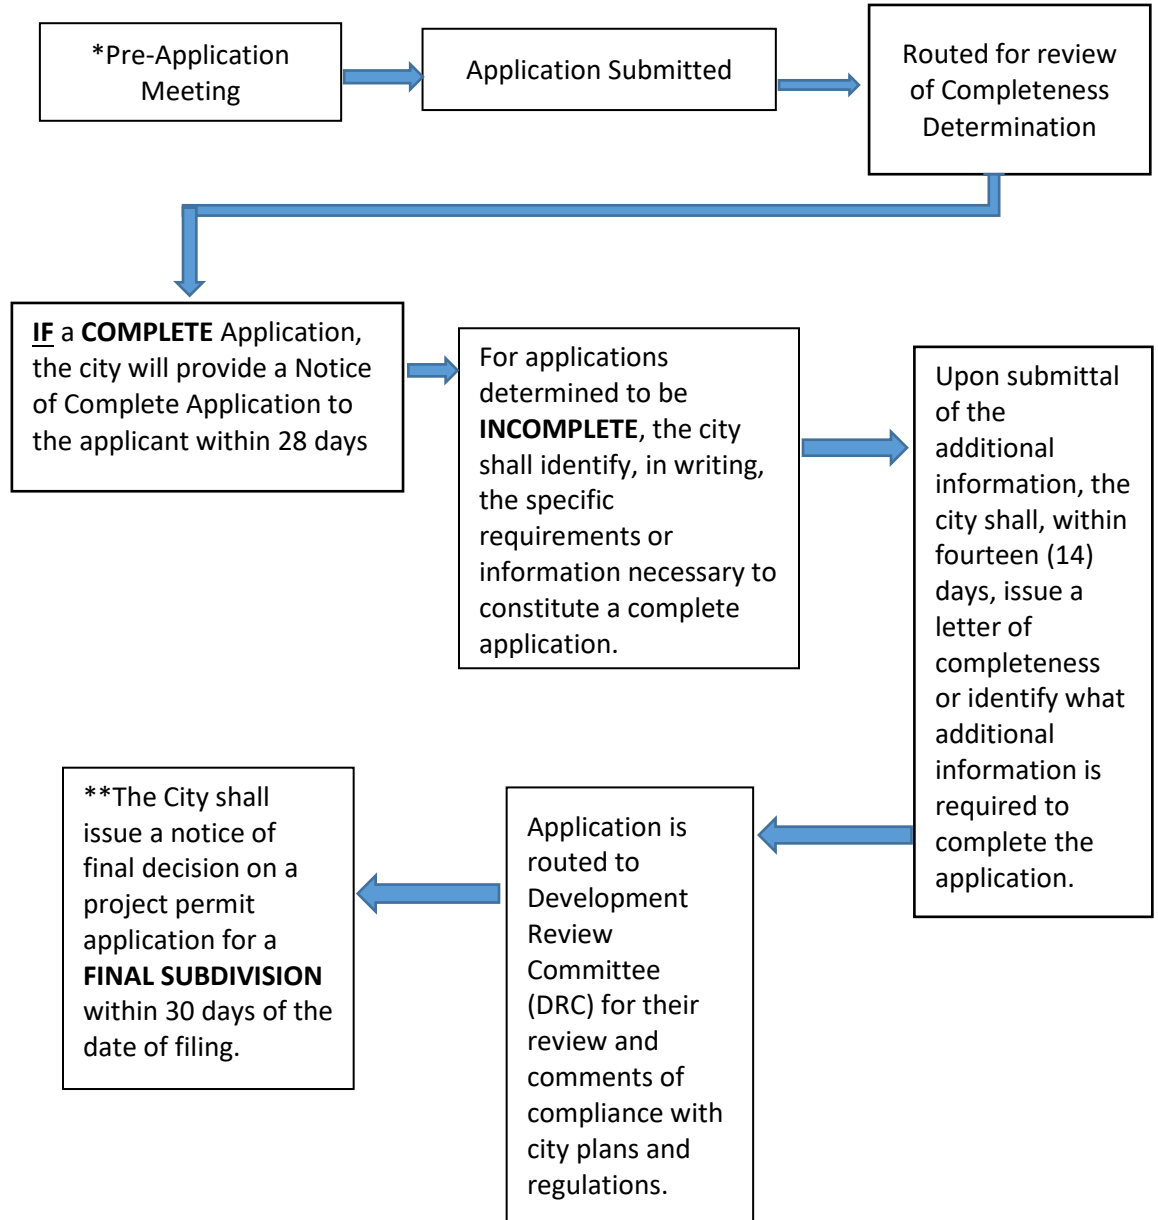 *Pre-Application
Meeting
Application Submitted
Routed for review
of Completeness
Determination
IF a COMPLETE Application,
the city will provide a Notice
of Complete Application to
the applicant within 28 days
For applications
determined to be
INCOMPLETE, the city
shall identify, in writing,
the specific
requirements or
information necessary to
constitute a complete
application.
Upon submittal
of the
additional
information, the
city shall, within
fourteen (14)
days, issue a
letter of
completeness
or identify what
additional
information is
required to
complete the
application.
Application is
routed to
Development
Review
Committee
(DRC) for their
review and
comments of
compliance with
city plans and
regulations.
**The City shall
issue a notice of
final decision on a
project permit
application for a
FINAL SUBDIVISION
within 30 days of the
date of filing.